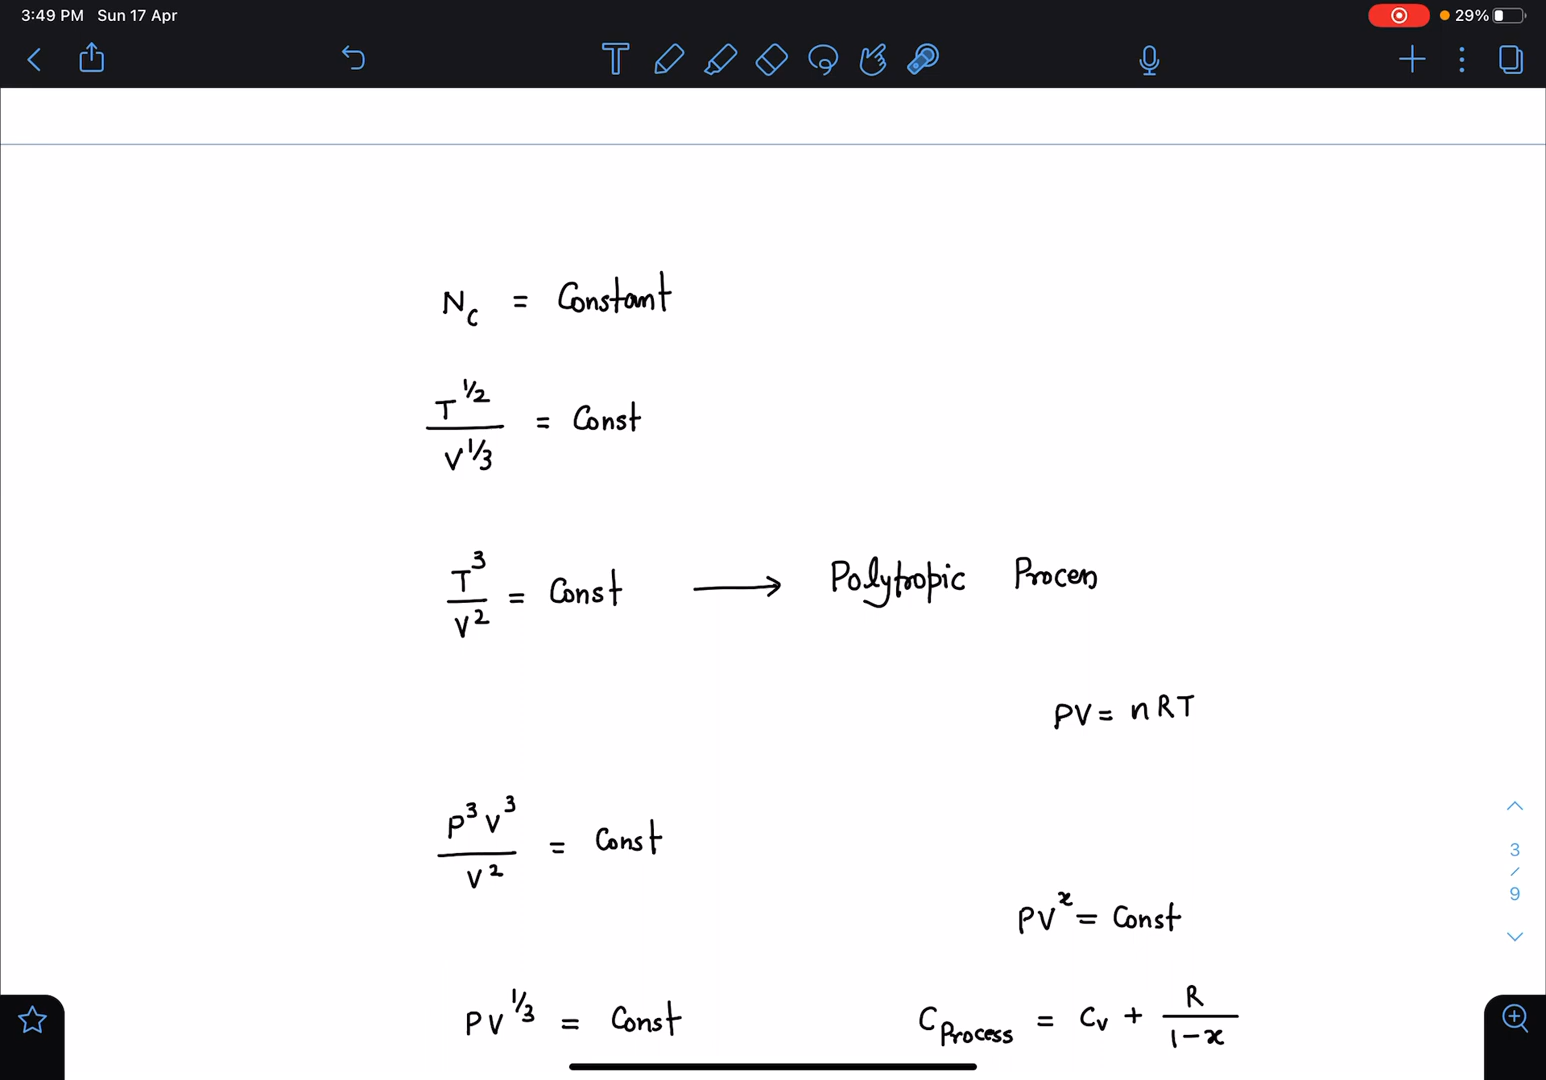 3:49 PM Sun 17 Apr
29%
T
N_c = Constant
T^1/2 / V^1/3 = Const
T^3 / V^2 = Const → Polytropic Process
PV = nRT
P^3 V^3 / V^2 = Const
3 / 9
PV^x = Const
PV^1/3 = Const
C_Process = C_v + R / 1-x